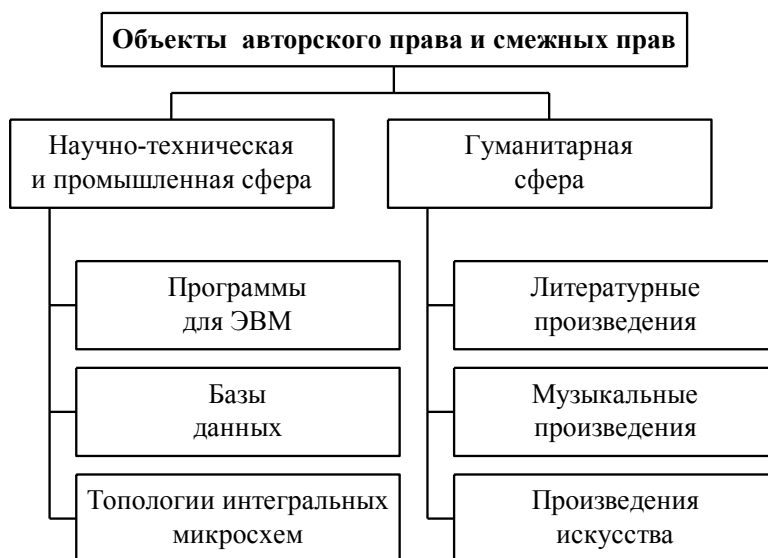 Объекты авторского права и смежных прав
Научно-техническая
и промышленная сфера
Гуманитарная
сфера
Программы
для ЭВМ
Литературные
произведения
Базы
данных
Музыкальные
произведения
Топологии интегральных
микросхем
Произведения
искусства